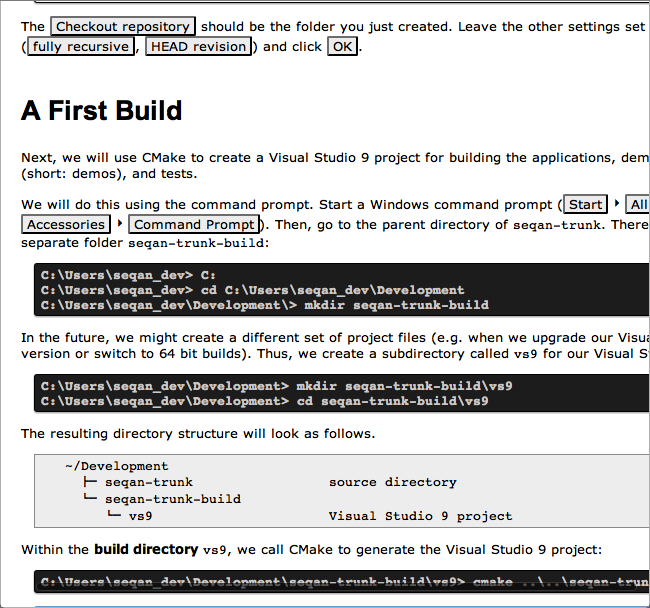 The Checkout repository should be the folder you just created. Leave the other settings set
(fully recursive, HEAD revision) and click OK.
A First Build
Next, we will use CMake to create a Visual Studio 9 project for building the applications, dem
(short: demos), and tests.
We will do this using the command prompt. Start a Windows command prompt (Start ‣ All
Accessories ‣ Command Prompt). Then, go to the parent directory of seqan-trunk. There
separate folder seqan-trunk-build:
C:\Users\seqan_dev> C:
C:\Users\seqan_dev> cd C:\Users\seqan_dev\Development
C:\Users\seqan_dev\Development\> mkdir seqan-trunk-build
In the future, we might create a different set of project files (e.g. when we upgrade our Visua
version or switch to 64 bit builds). Thus, we create a subdirectory called vs9 for our Visual S
C:\Users\seqan_dev\Development> mkdir seqan-trunk-build\vs9
C:\Users\seqan_dev\Development> cd seqan-trunk-build\vs9
The resulting directory structure will look as follows.
~/Development
├─ seqan-trunk source directory
└─ seqan-trunk-build
└─ vs9 Visual Studio 9 project
Within the build directory vs9, we call CMake to generate the Visual Studio 9 project:
C:\Users\seqan_dev\Development\seqan-trunk-build\vs9> cmake ..\..\seqan-trun